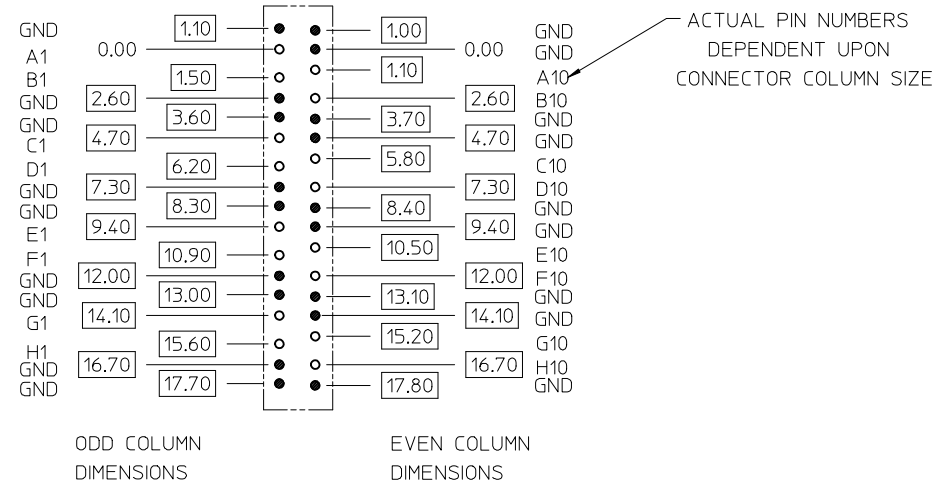 GND 1.10 1.00 GND
0.00 0.00 GND
A1 1.10 A10
B1 1.50
GND 2.60 2.60 B10
GND 3.60 3.70 GND
C1 4.70 4.70 GND
D1 6.20 5.80 C10
GND 7.30 7.30 D10
GND 8.30 8.40 GND
E1 9.40 9.40 GND
F1 10.90 10.50 E10
GND 12.00 12.00 F10
GND 13.00 13.10 GND
G1 14.10 14.10 GND
H1 15.60 15.20 G10
GND 16.70 16.70 H10
GND 17.70 17.80 GND
ACTUAL PIN NUMBERS
DEPENDENT UPON
CONNECTOR COLUMN SIZE
ODD COLUMN
DIMENSIONS
EVEN COLUMN
DIMENSIONS